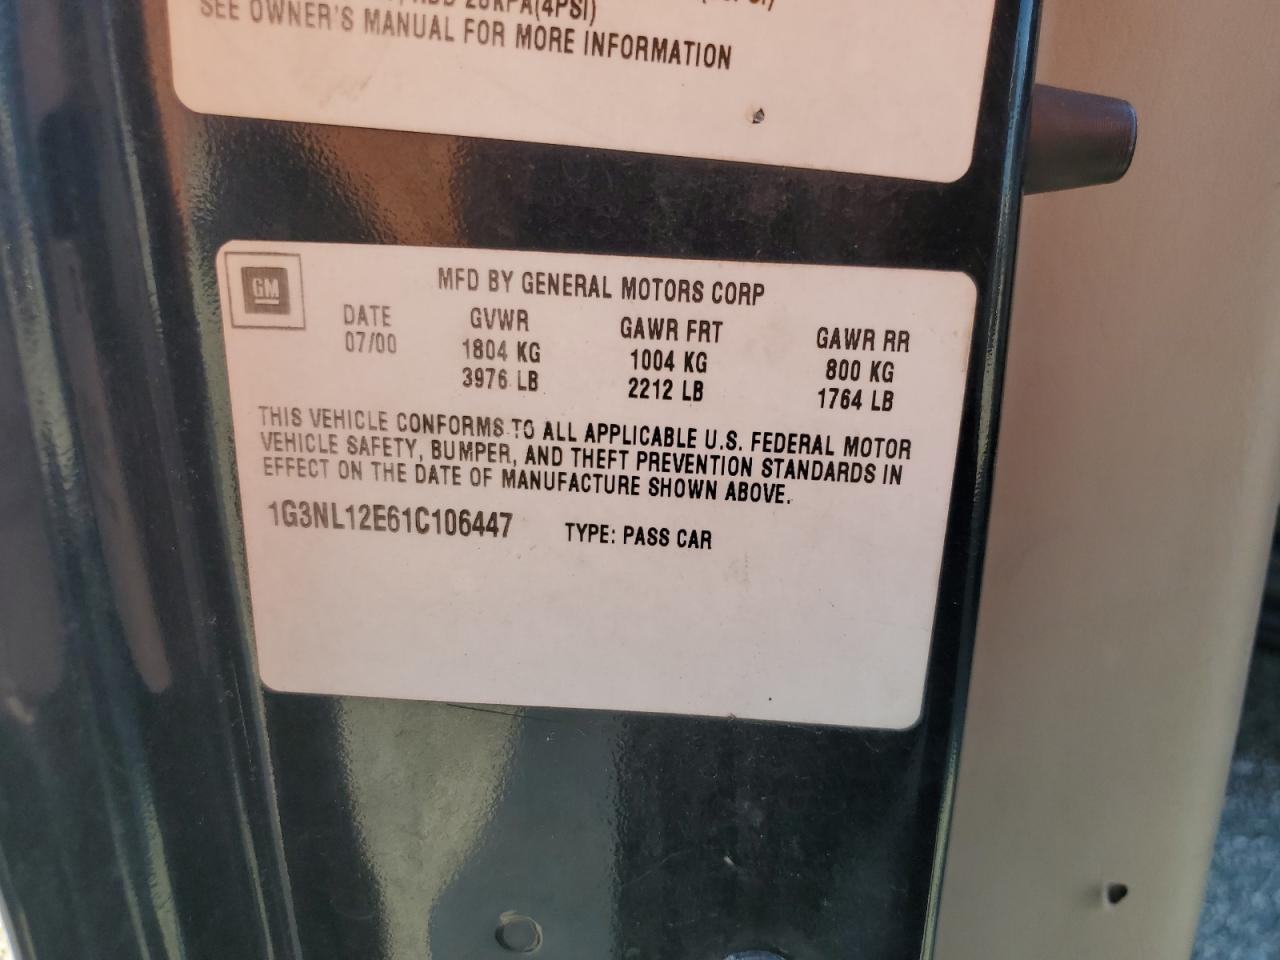 20KPA(4PSI)
SEE OWNER'S MANUAL FOR MORE INFORMATION
GM
MFD BY GENERAL MOTORS CORP
DATE GVWR GAWR FRT GAWR RR
07/00 1804 KG 1004 KG 800 KG
3976 LB 2212 LB 1764 LB
THIS VEHICLE CONFORMS TO ALL APPLICABLE U.S. FEDERAL MOTOR
VEHICLE SAFETY, BUMPER, AND THEFT PREVENTION STANDARDS IN
EFFECT ON THE DATE OF MANUFACTURE SHOWN ABOVE.
1G3NL12E61C106447 TYPE: PASS CAR